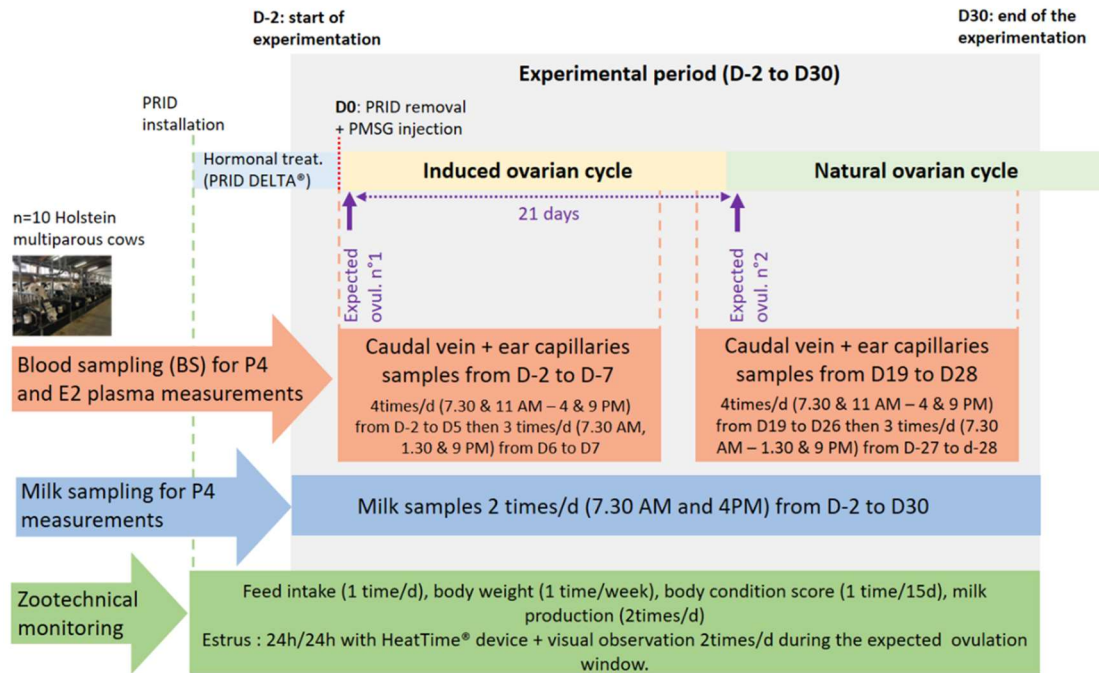 D-2: start of
experimentation
D30: end of the
experimentation
Experimental period (D-2 to D30)
PRID
installation
D0: PRID removal
+ PMSG injection
Hormonal treat.
(PRID DELTA®)
Induced ovarian cycle
Natural ovarian cycle
21 days
n=10 Holstein
multiparous cows
Expected
ovul. n°1
Expected
ovul. n°2
Blood sampling (BS) for P4
and E2 plasma measurements
Caudal vein + ear capillaries
samples from D-2 to D-7
4times/d (7.30 & 11 AM – 4 & 9 PM)
from D-2 to D5 then 3 times/d (7.30 AM,
1.30 & 9 PM) from D6 to D7
Caudal vein + ear capillaries
samples from D19 to D28
4times/d (7.30 & 11 AM – 4 & 9 PM)
from D19 to D26 then 3 times/d (7.30
AM – 1.30 & 9 PM) from D-27 to d-28
Milk sampling for P4
measurements
Milk samples 2 times/d (7.30 AM and 4PM) from D-2 to D30
Zootechnical
monitoring
Feed intake (1 time/d), body weight (1 time/week), body condition score (1 time/15d), milk
production (2times/d)
Estrus : 24h/24h with HeatTime® device + visual observation 2times/d during the expected ovulation
window.